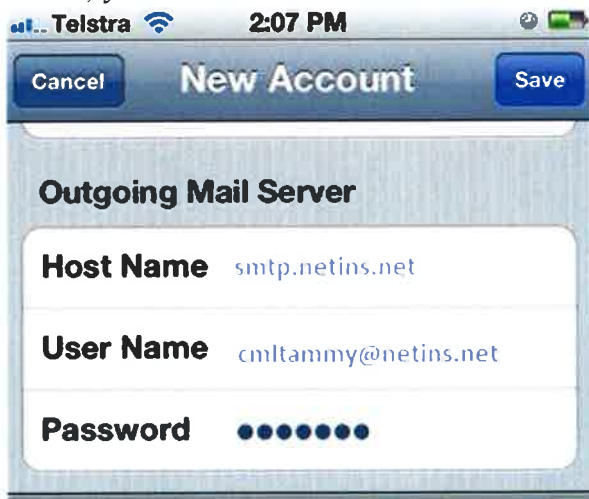 Telstra 2:07 PM
Cancel New Account Save
Outgoing Mail Server
Host Name smtp.netins.net
User Name cmltammy@netins.net
Password ●●●●●●●